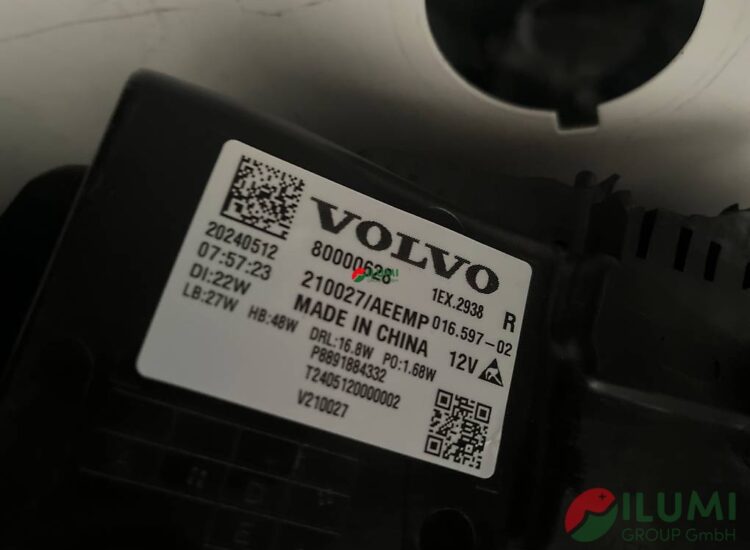 VOLVO
20240512
80000628
1EX.2938 R
07:57:23
210027/AEEMP
016.597-02
DI:22W
MADE IN CHINA
12V
LB:27W HB:48W
DRL:16.8W PO:1.68W
P8891884332
T2405120000002
V210027
ILUMI
ILUMI
GROUP GmbH